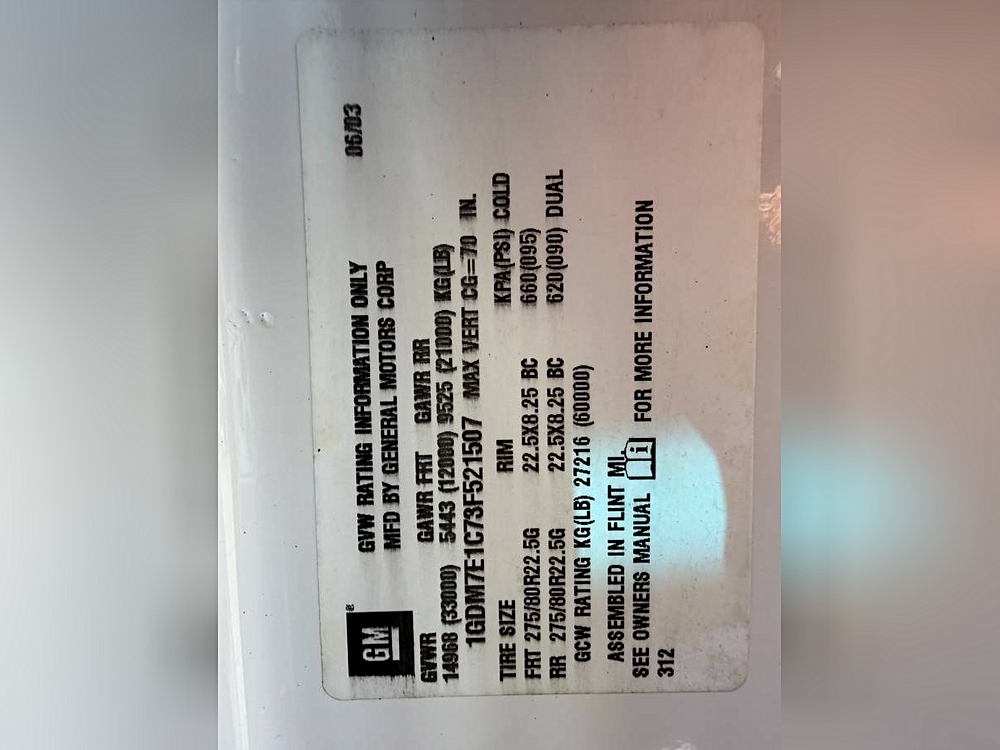 GM®
GVW RATING INFORMATION ONLY 06/03
MFD BY GENERAL MOTORS CORP
GVWR GAWR FRT GAWR RR
14968 (33000) 5443 (12000) 9525 (21000) KG(LB)
1GDM7E1C73F521507 MAX VERT CG=70 IN.
TIRE SIZE RIM KPA(PSI) COLD
FRT 275/80R22.5G 22.5X8.25 BC 660(095)
RR 275/80R22.5G 22.5X8.25 BC 620(090) DUAL
GCW RATING KG(LB) 27216 (60000)
ASSEMBLED IN FLINT MI.
SEE OWNERS MANUAL i FOR MORE INFORMATION
312